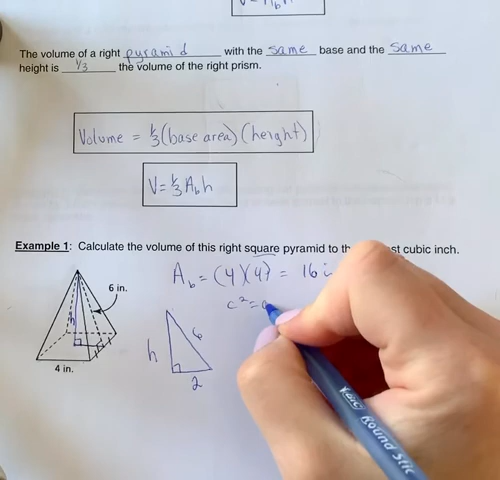 V = AbH
The volume of a right pyramid with the same base and the same
height is 1/3 the volume of the right prism.
Volume = 1/3 (base area) (height)
V = 1/3 Ab h
Example 1: Calculate the volume of this right square pyramid to the st cubic inch.
Ab = (4)(4) = 16 i
c² =
6 in.
h
4 in.
h
6
2
BIC ROUND STIC